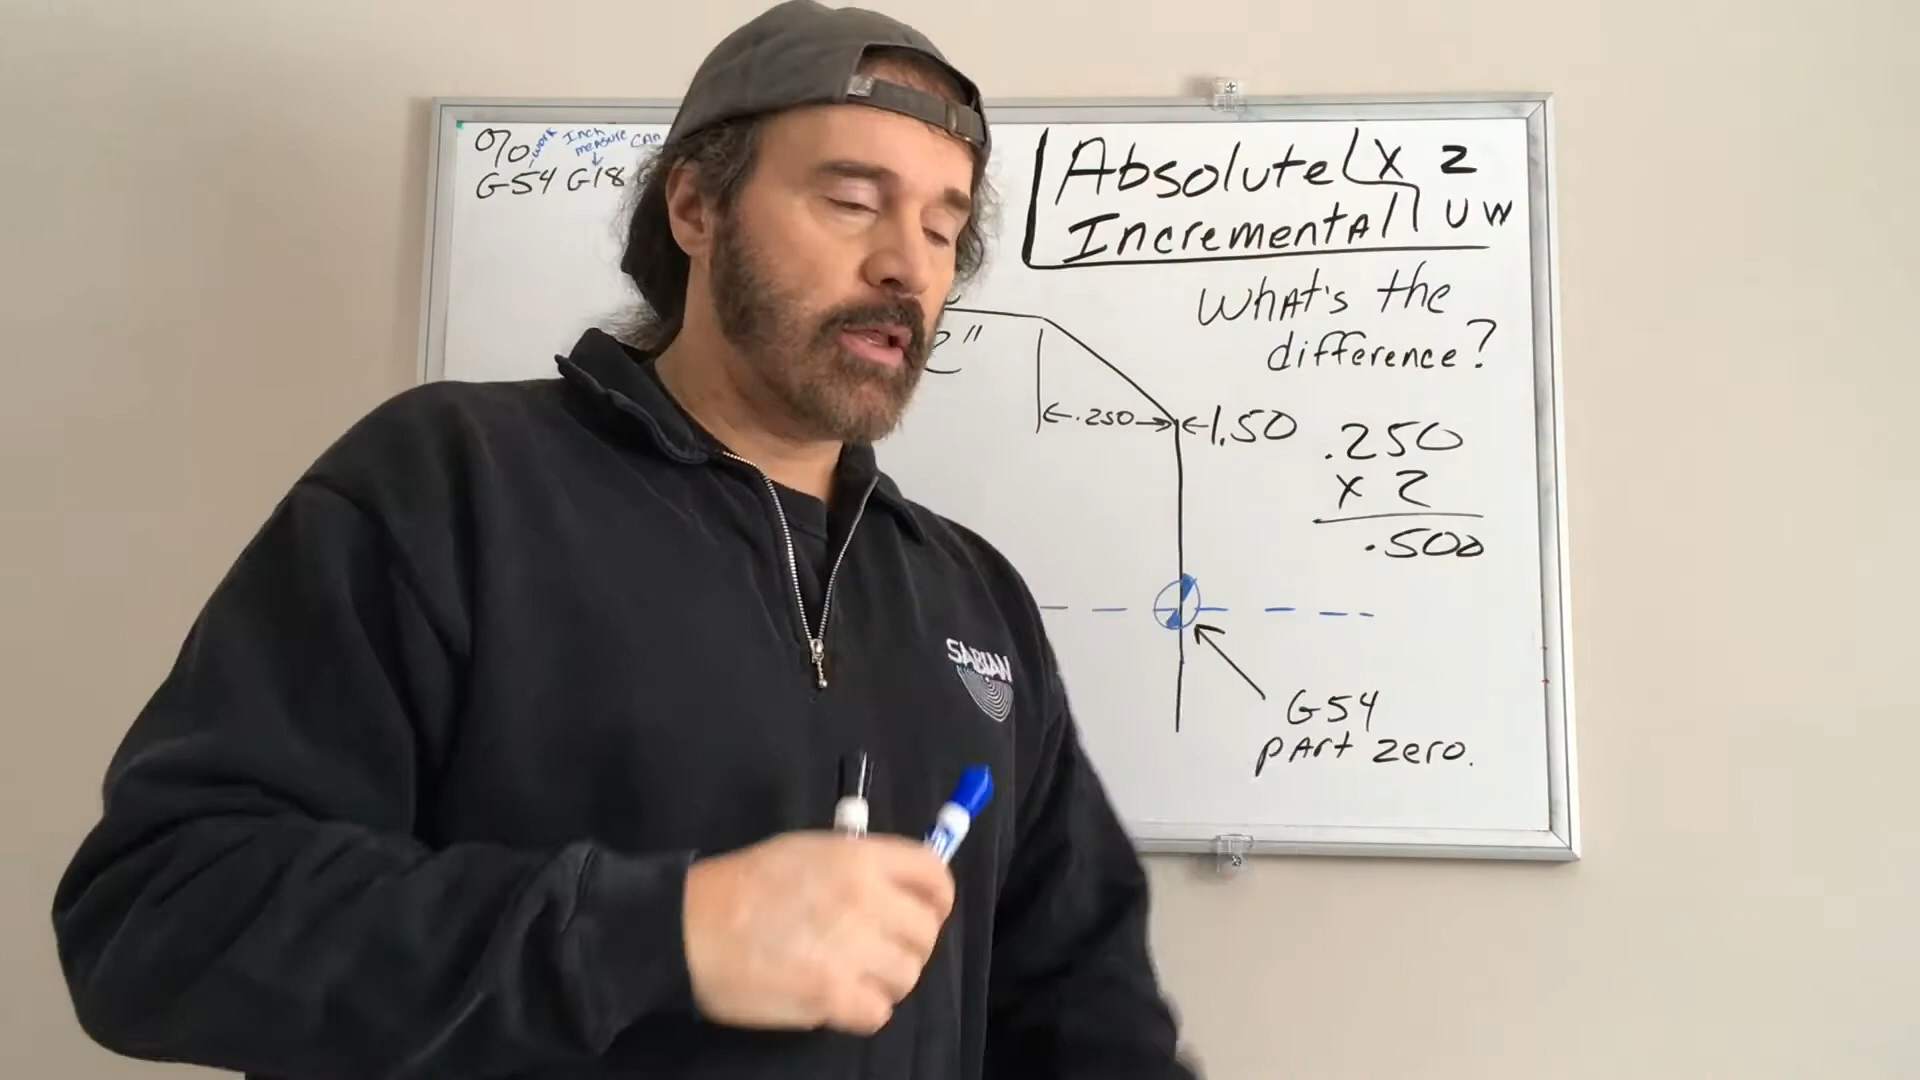 %
work
Inch
measure CAN
G54 G18
Absolute X Z
Incremental U W
What's the
difference?
2"
.250
1.50
.250
x 2
.500
G54
PArt Zero.
SABIAN